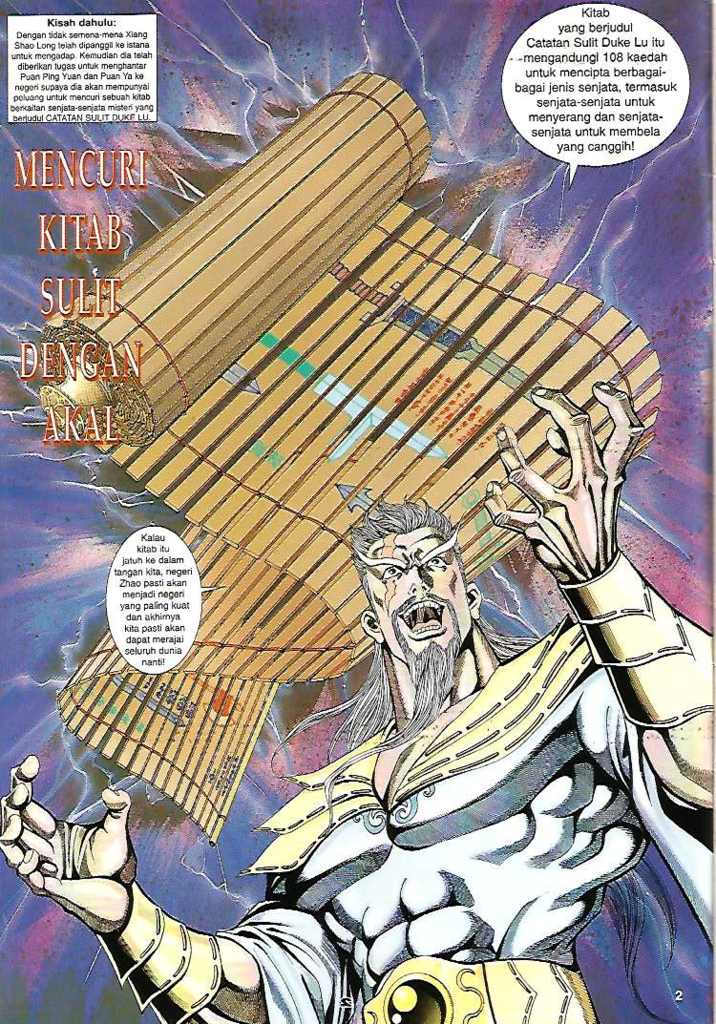 Kisah dahulu:
Dengan tidak semena-mena Xiang
Shao Long telah dipanggil ke istana
untuk mengadap. Kemudian dia telah
diberikan tugas untuk menghantar
Puan Ping Yuan dan Puan Ya ke
negeri supaya dia akan mempunyai
peluang untuk mencuri sebuah kitab
berkaitan senjata-senjata misteri yang
berjudul CATATAN SULIT DUKE LU.
Kitab
yang berjudul
Catatan Sulit Duke Lu itu
mengandungi 108 kaedah
untuk mencipta berbagai-
bagai jenis senjata, termasuk
senjata-senjata untuk
menyerang dan senjata-
senjata untuk membela
yang canggih!
MENCURI
KITAB
SULIT
DENGAN
AKAL
Kalau
kitab itu
jatuh ke dalam
tangan kita, negeri
Zhao pasti akan
menjadi negeri
yang paling kuat
dan akhirnya
kita pasti akan
dapat merajai
seluruh dunia
nanti!
2